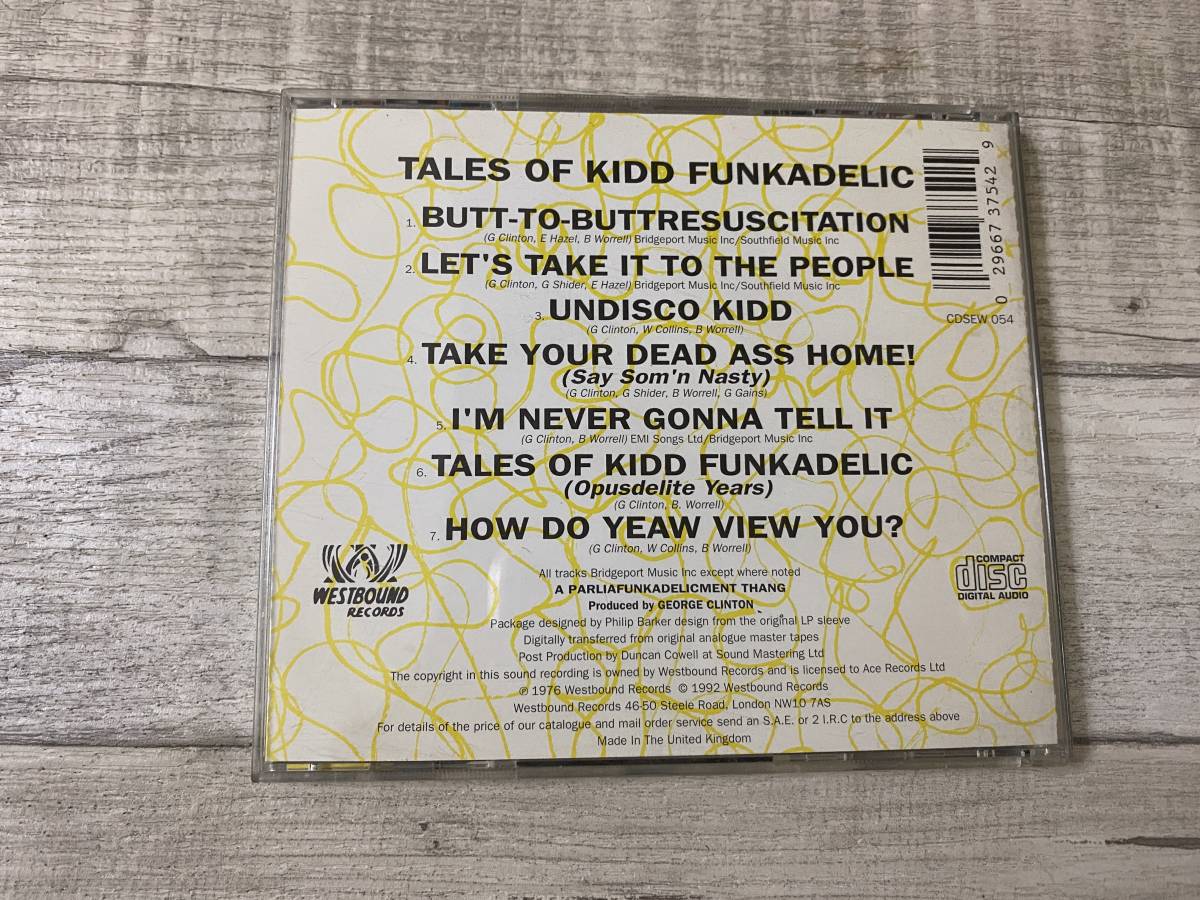 TALES OF KIDD FUNKADELIC
1. BUTT-TO-BUTTRESUSCITATION
(G Clinton, E Hazel, B Worrell) Bridgeport Music Inc/Southfield Music Inc
2. LET'S TAKE IT TO THE PEOPLE
(G Clinton, G Shider, E Hazel) Bridgeport Music Inc/Southfield Music Inc
3. UNDISCO KIDD
(G Clinton, W Collins, B Worrell)
4. TAKE YOUR DEAD ASS HOME!
(Say Som'n Nasty)
(G Clinton, G Shider, B Worrell, G Gains)
5. I'M NEVER GONNA TELL IT
(G Clinton, B Worrell) EMI Songs Ltd/Bridgeport Music Inc
6. TALES OF KIDD FUNKADELIC
(Opusdelite Years)
(G Clinton, B. Worrell)
7. HOW DO YEAW VIEW YOU?
(G Clinton, W Collins, B Worrell)
0 29667 37542 9
CDSEW 054
WESTBOUND
RECORDS
COMPACT
disc
DIGITAL AUDIO
All tracks Bridgeport Music Inc except where noted
A PARLIAFUNKADELICMENT THANG
Produced by GEORGE CLINTON
Package designed by Philip Barker design from the original LP sleeve
Digitally transferred from original analogue master tapes
Post Production by Duncan Cowell at Sound Mastering Ltd
The copyright in this sound recording is owned by Westbound Records and is licensed to Ace Records Ltd
℗ 1976 Westbound Records © 1992 Westbound Records
Westbound Records 46-50 Steele Road, London NW10 7AS
For details of the price of our catalogue and mail order service send an S.A.E. or 2 I.R.C to the address above
Made In The United Kingdom